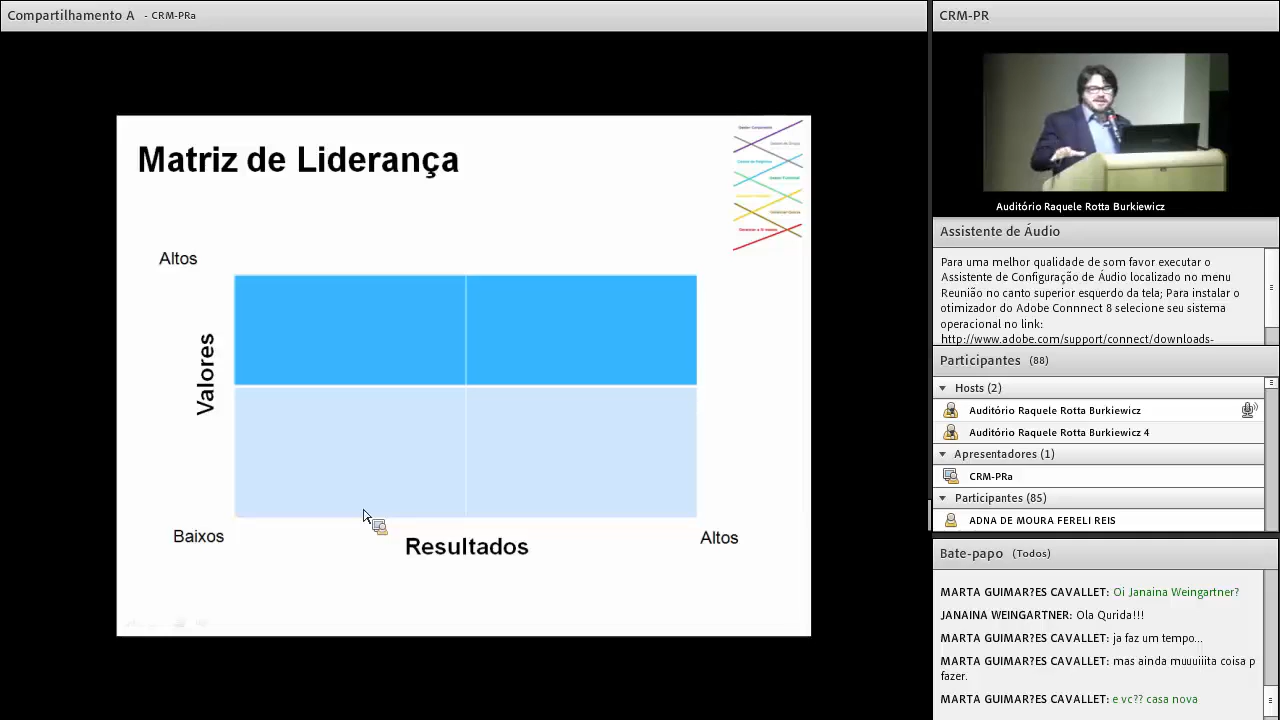 Compartilhamento A - CRM-PRa
Matriz de Liderança
Altos
Valores
Baixos
Resultados
Altos
CRM-PR
Auditório Raquele Rotta Burkiewicz
Assistente de Áudio
Para uma melhor qualidade de som favor executar o
Assistente de Configuração de Áudio localizado no menu
Reunião no canto superior esquerdo da tela; Para instalar o
otimizador do Adobe Connnect 8 selecione seu sistema
operacional no link:
http://www.adobe.com/support/connect/downloads-
Participantes (88)
Hosts (2)
Auditório Raquele Rotta Burkiewicz
Auditório Raquele Rotta Burkiewicz 4
Apresentadores (1)
CRM-PRa
Participantes (85)
ADNA DE MOURA FERELI REIS
Bate-papo (Todos)
MARTA GUIMAR?ES CAVALLET: Oi Janaina Weingartner?
JANAINA WEINGARTNER: Ola Qurida!!!
MARTA GUIMAR?ES CAVALLET: ja faz um tempo...
MARTA GUIMAR?ES CAVALLET: mas ainda muuuiiita coisa p
fazer.
MARTA GUIMAR?ES CAVALLET: e vc?? casa nova